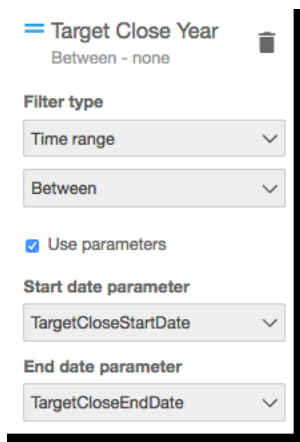 Target Close Year
Between - none
Filter type
Time range
Between
Use parameters
Start date parameter
TargetCloseStartDate
End date parameter
TargetCloseEndDate